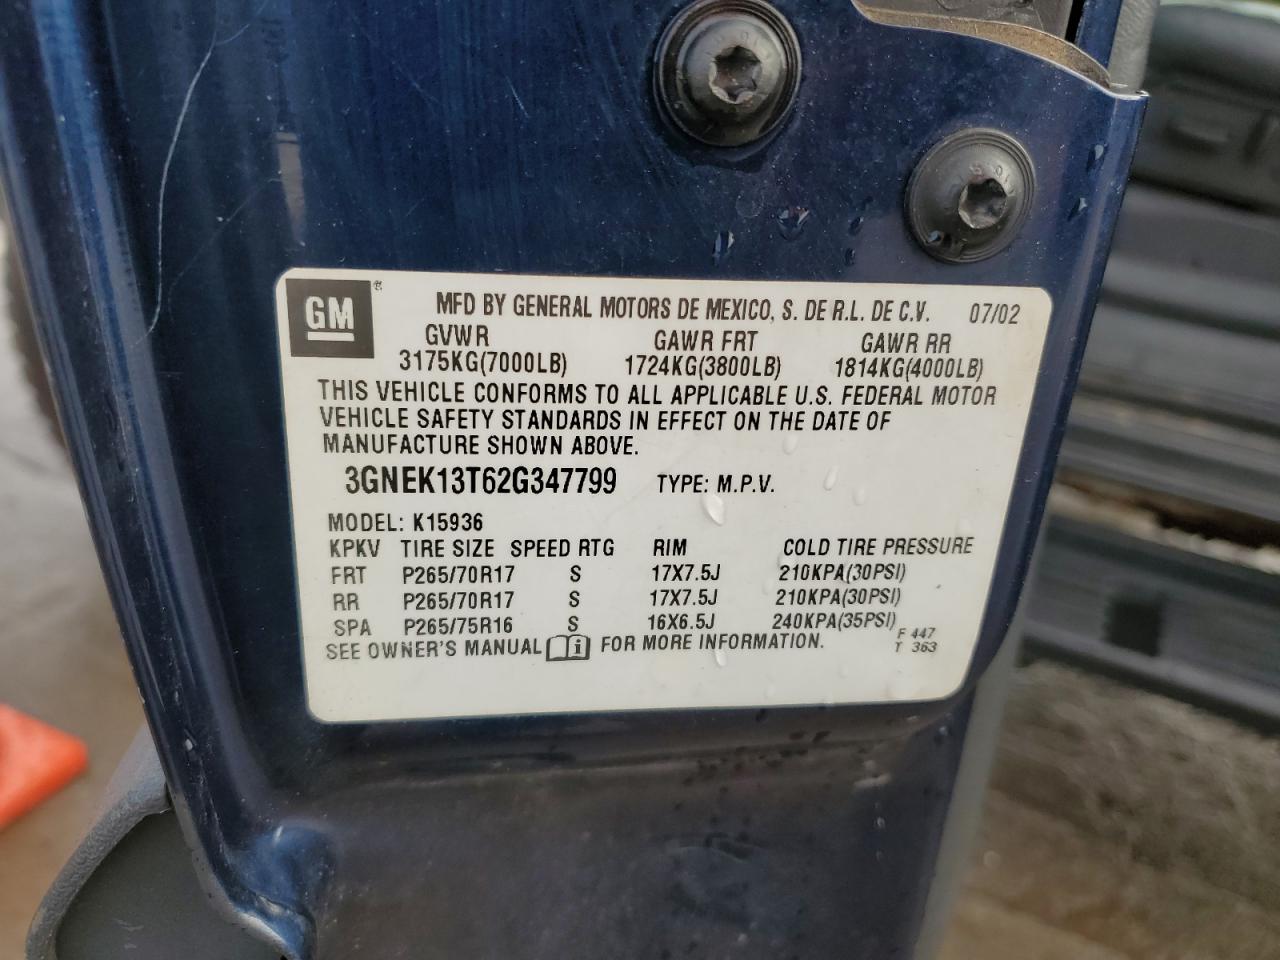 GM ® MFD BY GENERAL MOTORS DE MEXICO, S. DE R.L. DE C.V. 07/02
GVWR GAWR FRT GAWR RR
3175KG(7000LB) 1724KG(3800LB) 1814KG(4000LB)
THIS VEHICLE CONFORMS TO ALL APPLICABLE U.S. FEDERAL MOTOR
VEHICLE SAFETY STANDARDS IN EFFECT ON THE DATE OF
MANUFACTURE SHOWN ABOVE.
3GNEK13T62G347799 TYPE: M.P.V.
MODEL: K15936
KPKV TIRE SIZE SPEED RTG RIM COLD TIRE PRESSURE
FRT P265/70R17 S 17X7.5J 210KPA(30PSI)
RR P265/70R17 S 17X7.5J 210KPA(30PSI)
SPA P265/75R16 S 16X6.5J 240KPA(35PSI)
SEE OWNER'S MANUAL i FOR MORE INFORMATION.
F 447
T 363